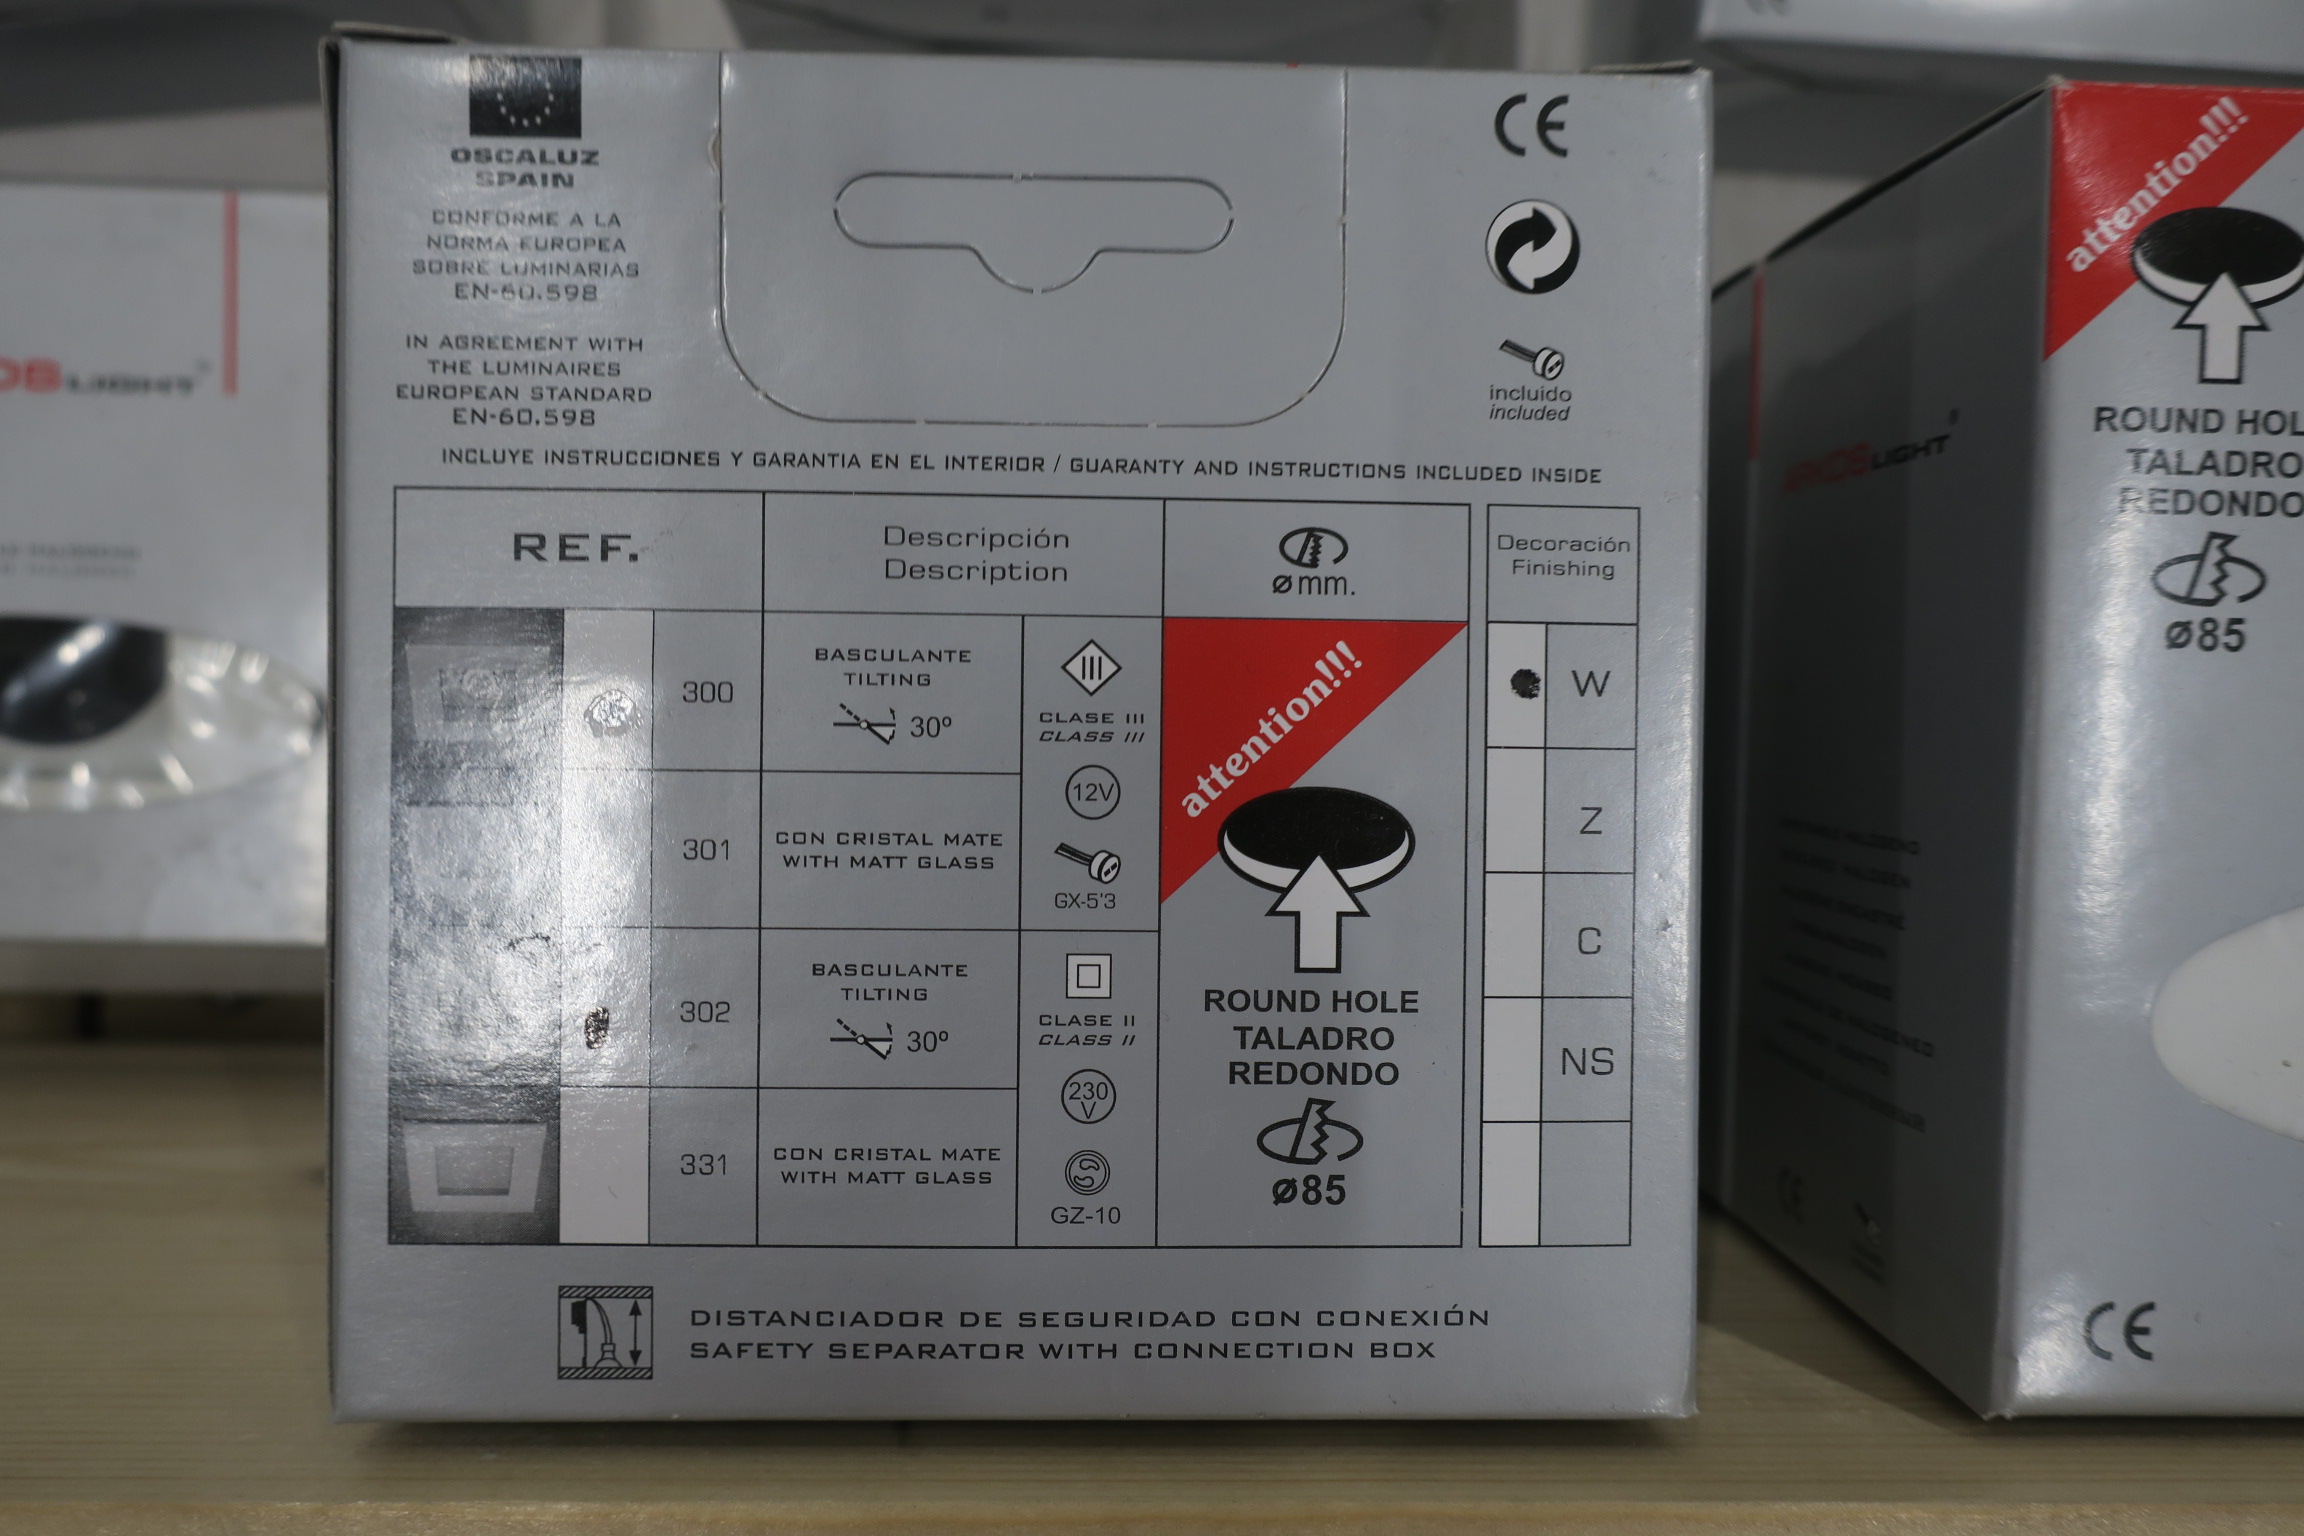 OSCALUZ
SPAIN
CONFORME A LA
NORMA EUROPEA
SOBRE LUMINARIAS
EN-60.598
IN AGREEMENT WITH
THE LUMINAIRES
EUROPEAN STANDARD
EN-60.598
CE
incluido
included
INCLUYE INSTRUCCIONES Y GARANTIA EN EL INTERIOR / GUARANTY AND INSTRUCTIONS INCLUDED INSIDE
REF.
Descripción
Description
ø mm.
Decoración
Finishing
300
BASCULANTE
TILTING
30º
301
CON CRISTAL MATE
WITH MATT GLASS
302
BASCULANTE
TILTING
30º
331
CON CRISTAL MATE
WITH MATT GLASS
III
CLASE III
CLASS III
12V
GX-5'3
CLASE II
CLASS II
230
V
GZ-10
attention!!!
ROUND HOLE
TALADRO
REDONDO
ø85
W
Z
C
NS
DISTANCIADOR DE SEGURIDAD CON CONEXIÓN
SAFETY SEPARATOR WITH CONNECTION BOX
LIGHT
LIGHT
attention!!!
ROUND HOL
TALADRO
REDONDO
ø85
CE